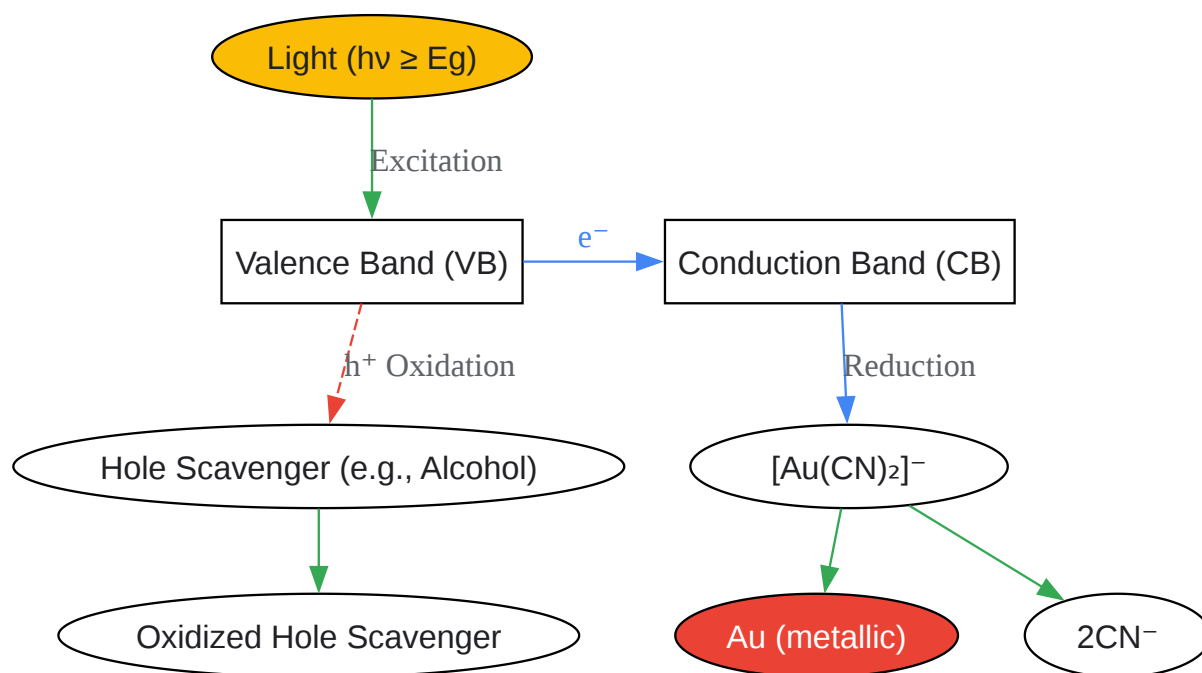 Light (hν ≥ Eg)
Excitation
Valence Band (VB)
e⁻
Conduction Band (CB)
h⁺ Oxidation
Reduction
Hole Scavenger (e.g., Alcohol)
[Au(CN)₂]⁻
Oxidized Hole Scavenger
Au (metallic)
2CN⁻